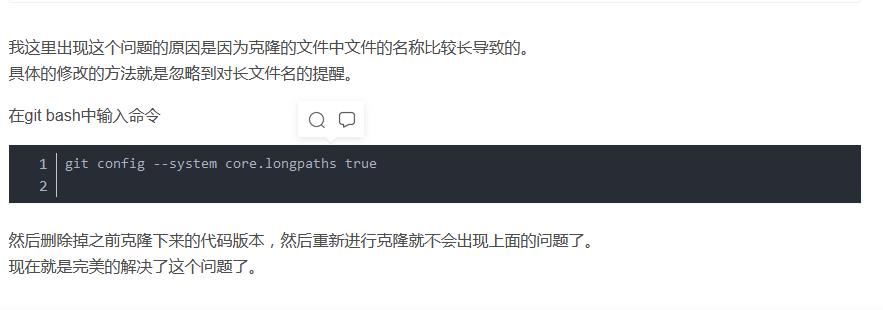 我这里出现这个问题的原因是因为克隆的文件中文件的名称比较长导致的。
具体的修改的方法就是忽略到对长文件名的提醒。
在git bash中输入命令
1 git config --system core.longpaths true
2
然后删除掉之前克隆下来的代码版本，然后重新进行克隆就不会出现上面的问题了。
现在就是完美的解决了这个问题了。